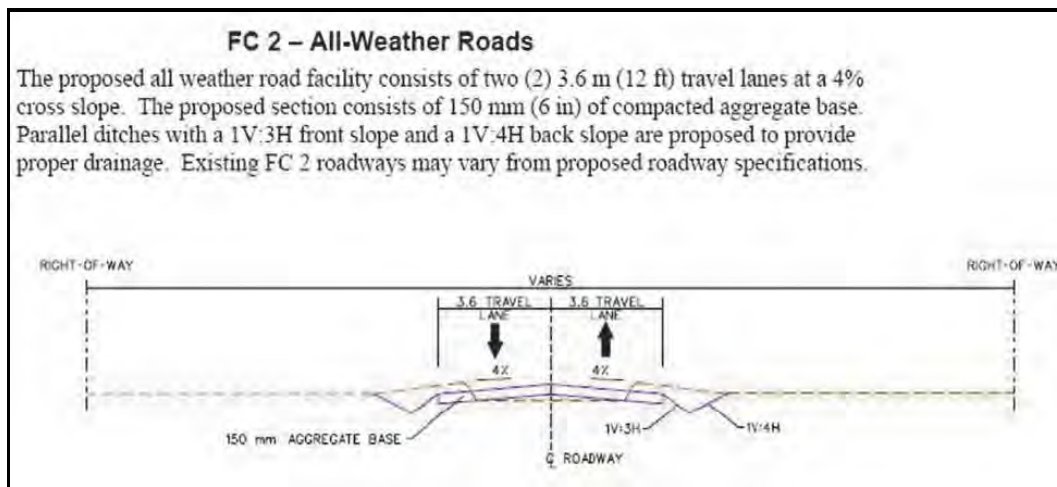 FC 2 – All-Weather Roads
The proposed all weather road facility consists of two (2) 3.6 m (12 ft) travel lanes at a 4%
cross slope. The proposed section consists of 150 mm (6 in) of compacted aggregate base.
Parallel ditches with a 1V:3H front slope and a 1V:4H back slope are proposed to provide
proper drainage. Existing FC 2 roadways may vary from proposed roadway specifications.
RIGHT-OF-WAY
RIGHT-OF-WAY
VARIES
3.6 TRAVEL
LANE
3.6 TRAVEL
LANE
4%
4%
150 mm AGGREGATE BASE
1V:3H
1V:4H
℄ ROADWAY